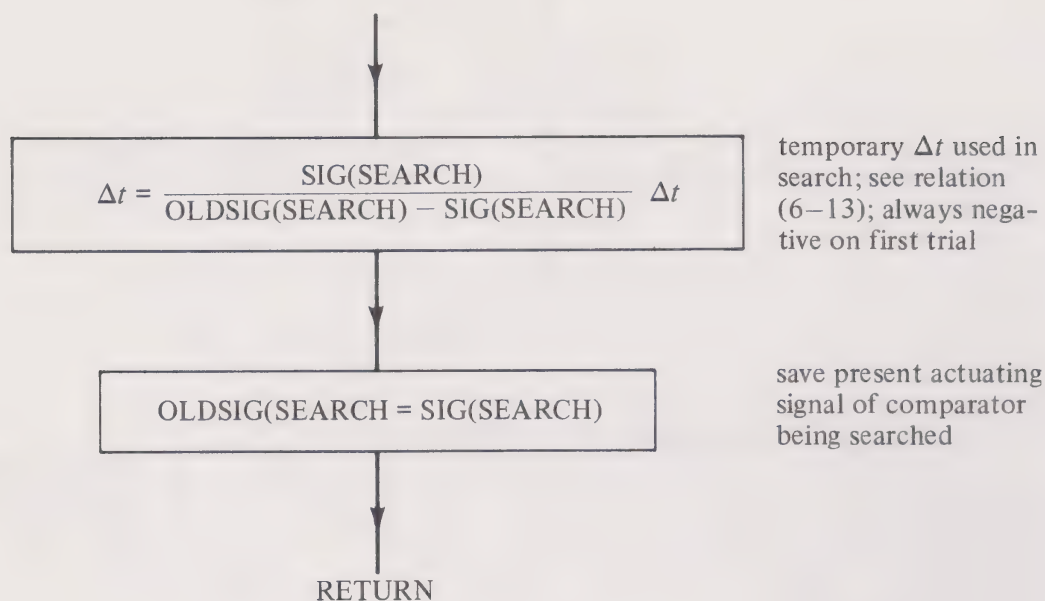 Δt = SIG(SEARCH) / OLDSIG(SEARCH) – SIG(SEARCH) Δt
temporary Δt used in
search; see relation
(6–13); always nega-
tive on first trial
OLDSIG(SEARCH = SIG(SEARCH)
save present actuating
signal of comparator
being searched
RETURN